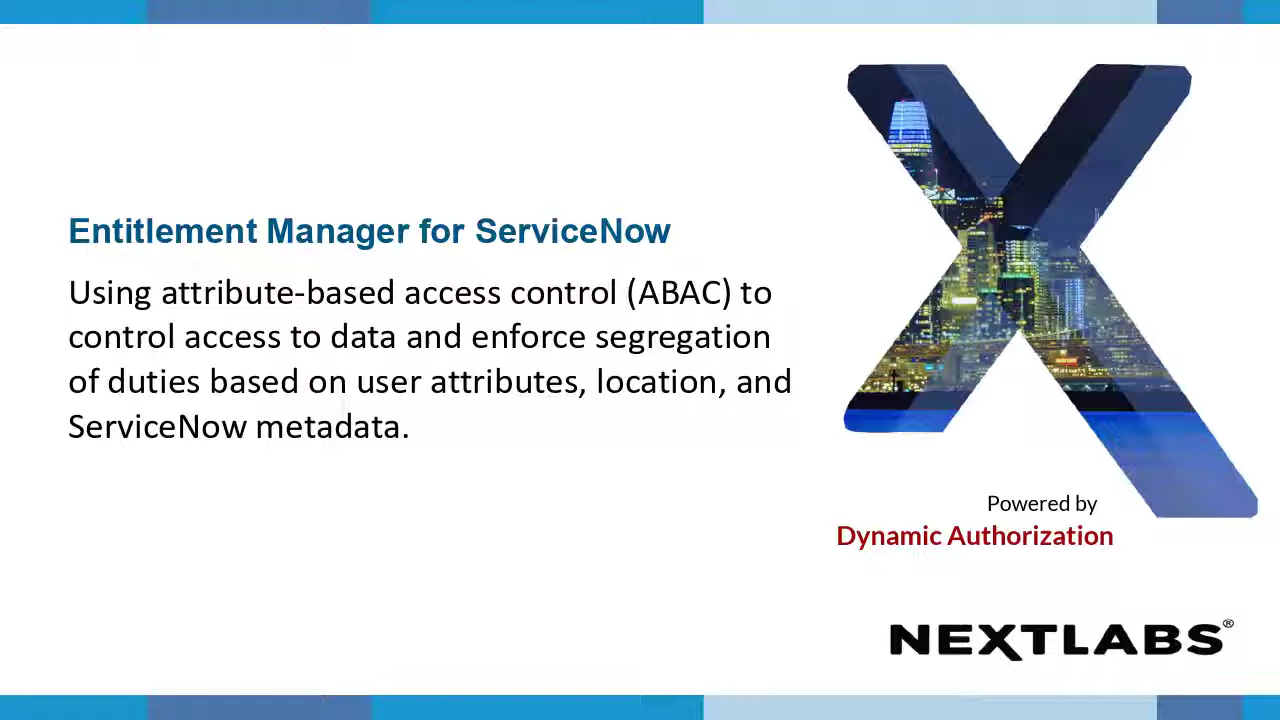 Entitlement Manager for ServiceNow
Using attribute-based access control (ABAC) to
control access to data and enforce segregation
of duties based on user attributes, location, and
ServiceNow metadata.
Powered by
Dynamic Authorization
NEXTLABS®